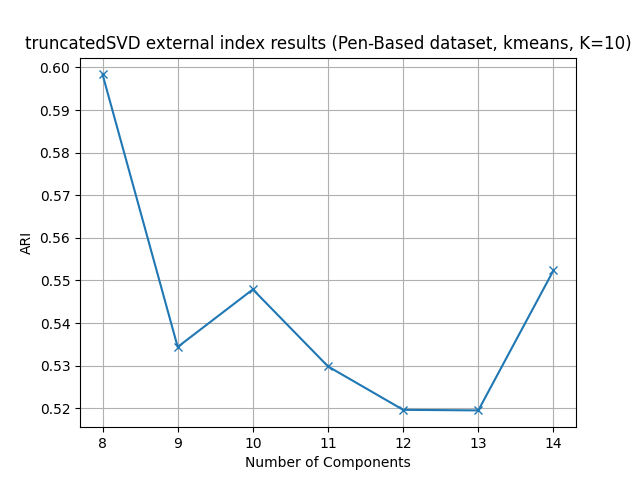 truncatedSVD external index results (Pen-Based dataset, kmeans, K=10)
0.60
0.59
0.58
0.57
0.56
0.55
0.54
0.53
0.52
ARI
8 9 10 11 12 13 14
Number of Components